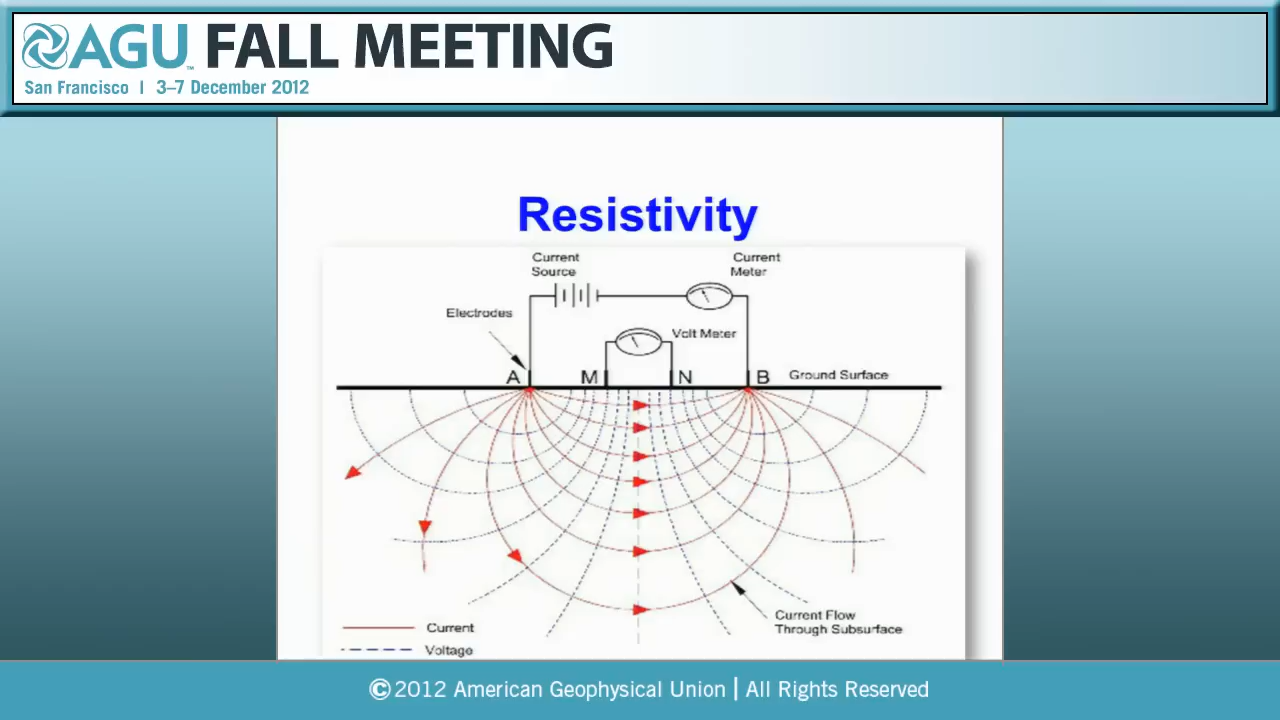 AGU FALL MEETING
San Francisco | 3–7 December 2012
Resistivity
Current
Source
Current
Meter
Electrodes
Volt Meter
A M N B Ground Surface
Current Flow
Through Subsurface
Current
Voltage
©2012 American Geophysical Union | All Rights Reserved